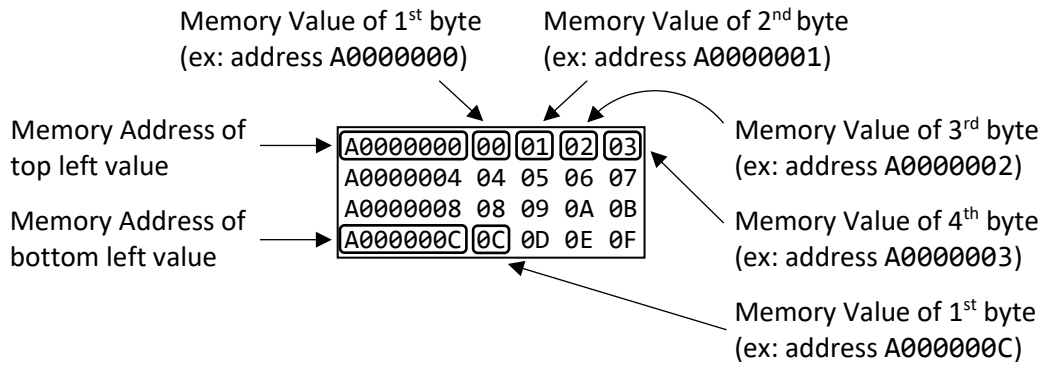 Memory Value of 1st byte
(ex: address A0000000)
Memory Value of 2nd byte
(ex: address A0000001)
Memory Address of
top left value
Memory Address of
bottom left value
A0000000 00 01 02 03
A0000004 04 05 06 07
A0000008 08 09 0A 0B
A000000C 0C 0D 0E 0F
Memory Value of 3rd byte
(ex: address A0000002)
Memory Value of 4th byte
(ex: address A0000003)
Memory Value of 1st byte
(ex: address A000000C)